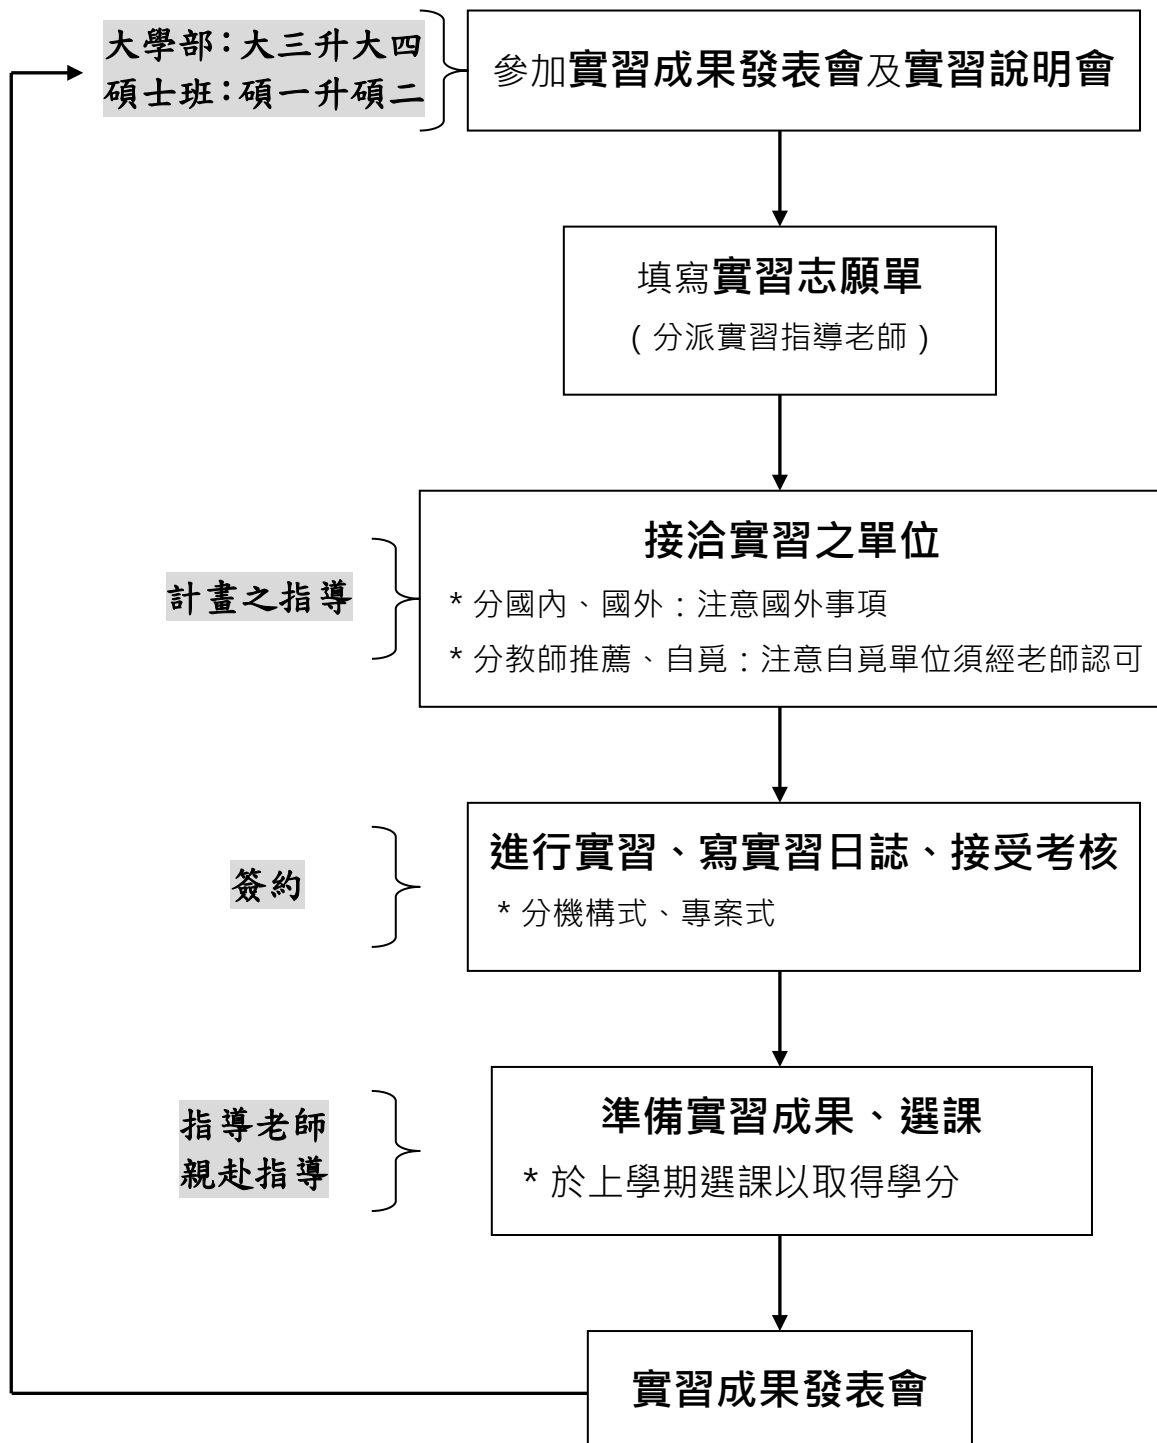 大學部：大三升大四
碩士班：碩一升碩二
參加實習成果發表會及實習說明會
填寫實習志願單
（分派實習指導老師）
接洽實習之單位
計畫之指導
* 分國內、國外：注意國外事項
* 分教師推薦、自覓：注意自覓單位須經老師認可
進行實習、寫實習日誌、接受考核
簽約
* 分機構式、專案式
準備實習成果、選課
指導老師
親赴指導
* 於上學期選課以取得學分
實習成果發表會